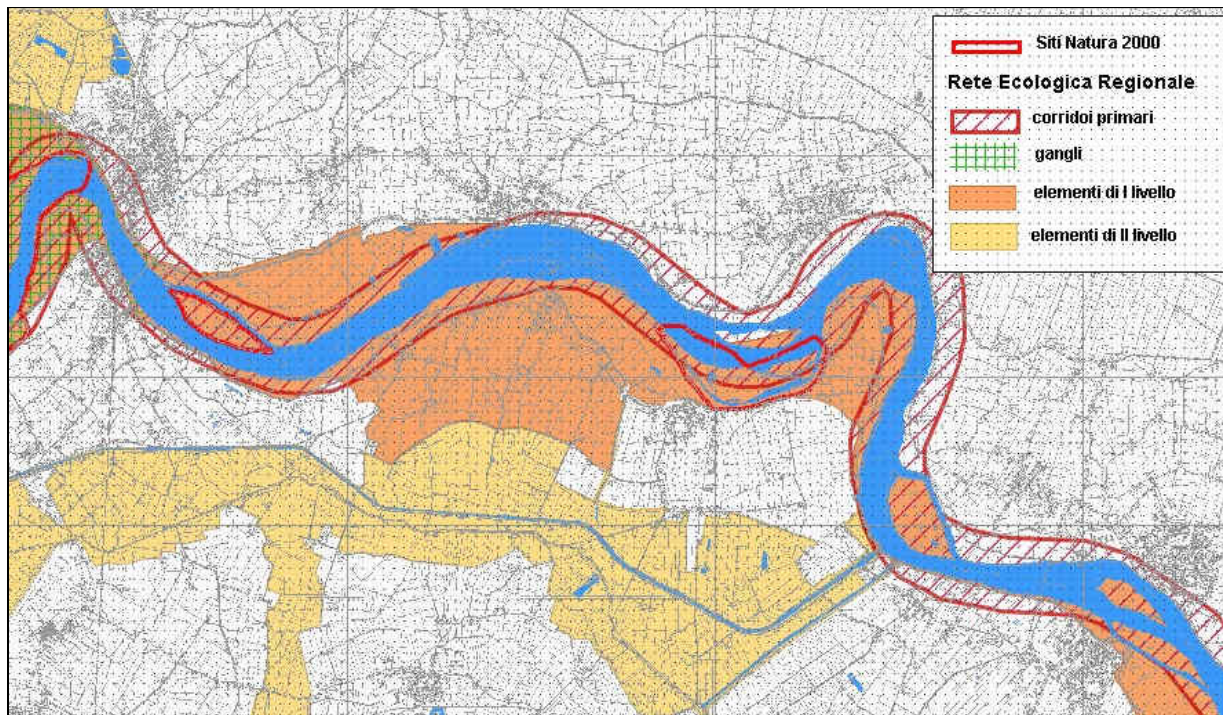 Siti Natura 2000
Rete Ecologica Regionale
corridoi primari
gangli
elementi di I livello
elementi di II livello